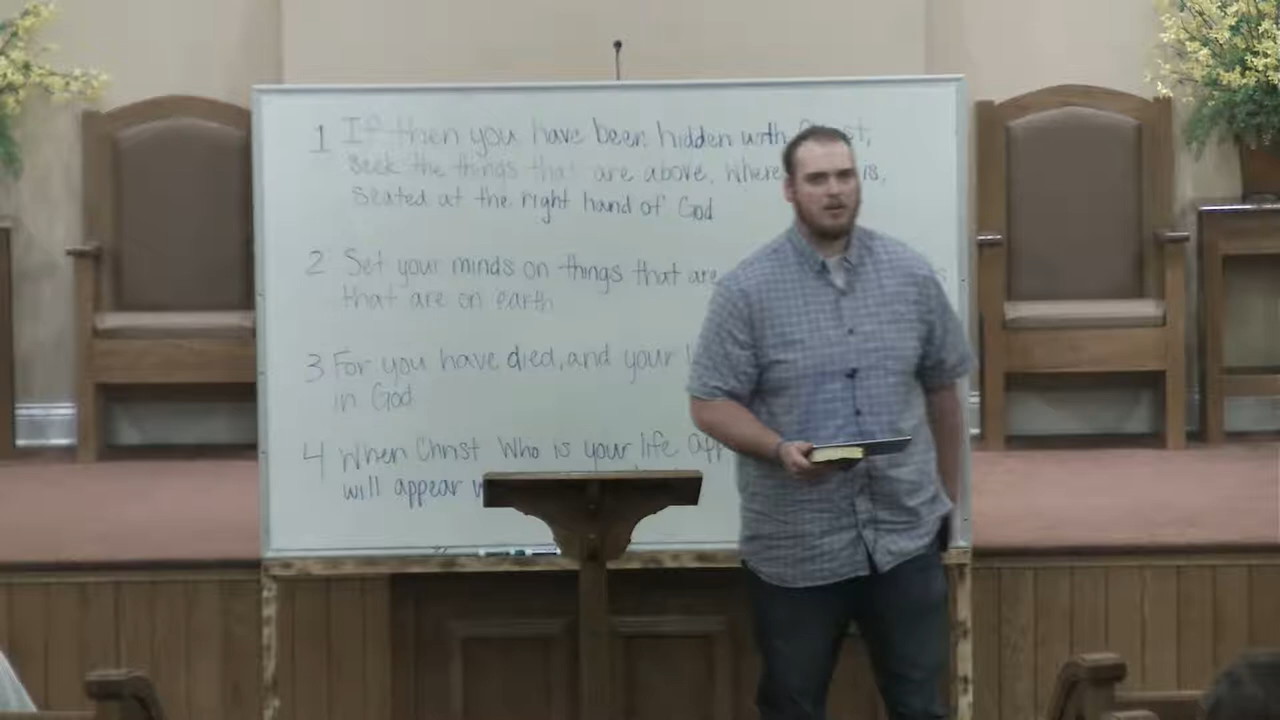 1 If then you have been hidden with
seek the things that are above, where is,
seated at the right hand of God
2 Set your minds on things that are
that are on earth
3 For you have died, and your
in God
4 When Christ Who is your life app
will appear